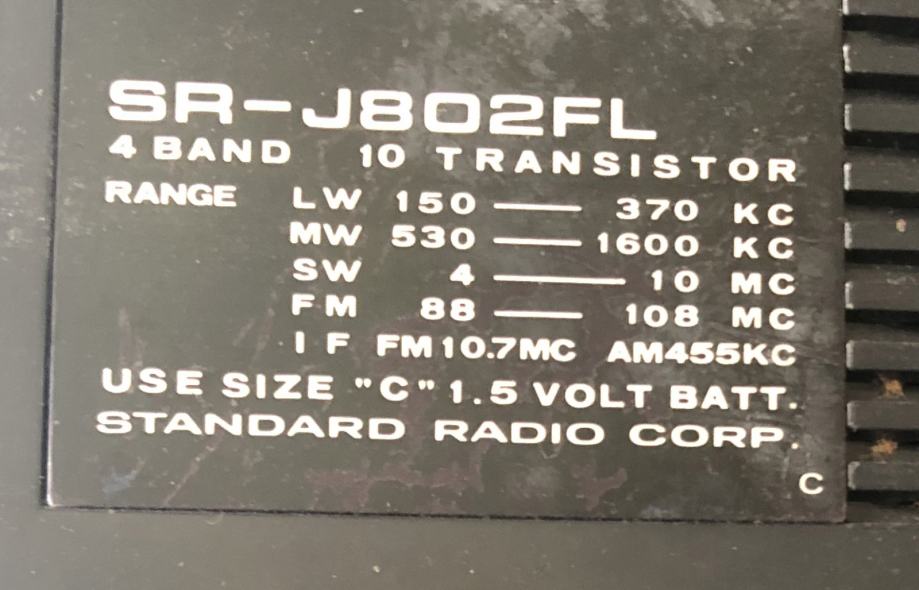 SR-J802FL
4 BAND 10 TRANSISTOR
RANGE LW 150 — 370 KC
MW 530 — 1600 KC
SW 4 — 10 MC
FM 88 — 108 MC
IF FM10.7MC AM455KC
USE SIZE "C" 1.5 VOLT BATT.
STANDARD RADIO CORP.
C